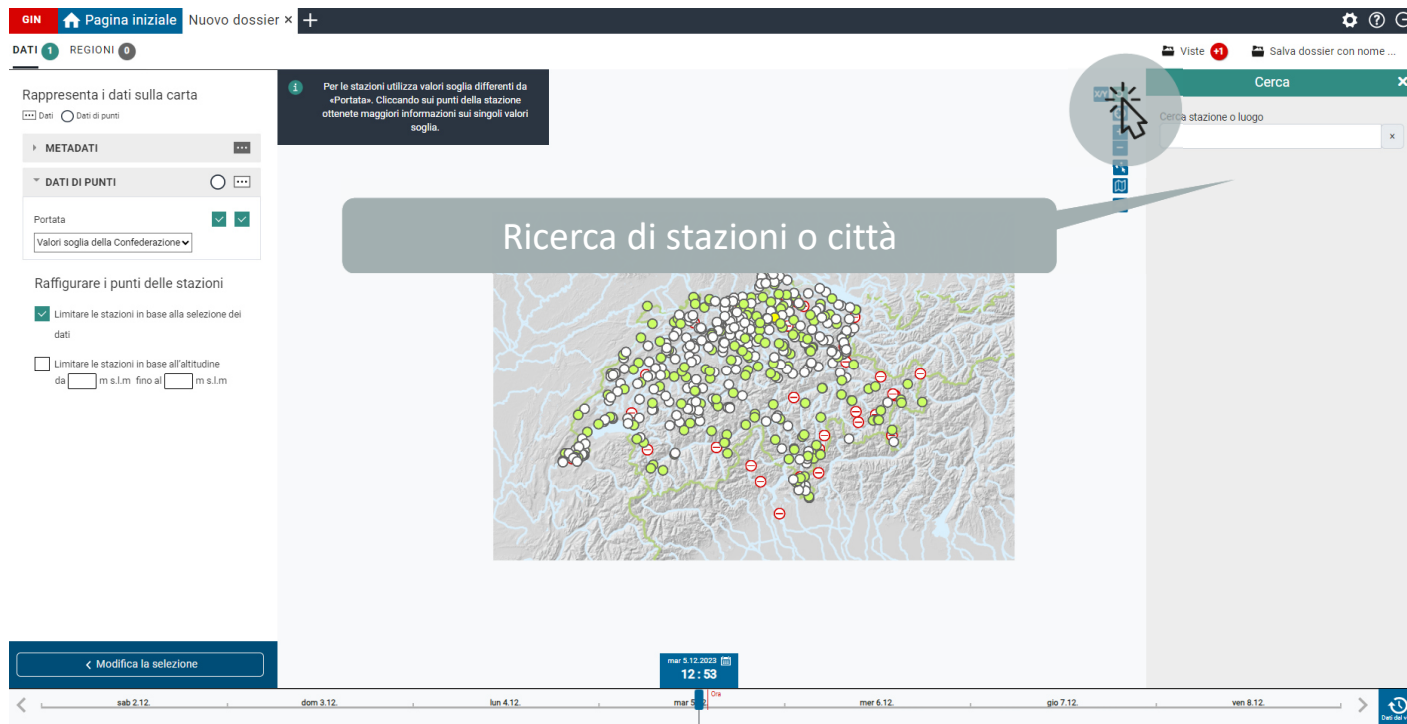 GIN
Pagina iniziale
Nuovo dossier ×
DATI 1 REGIONI 0
Viste +1
Salva dossier con nome ...
Rappresenta i dati sulla carta
Dati
Dati di punti
METADATI
DATI DI PUNTI
Portata
Valori soglia della Confederazione
Raffigurare i punti delle stazioni
Limitare le stazioni in base alla selezione dei
dati
Limitare le stazioni in base all'altitudine
da m s.l.m fino al m s.l.m
Modifica la selezione
Per le stazioni utilizza valori soglia differenti da
«Portata». Cliccando sui punti della stazione
ottenete maggiori informazioni sui singoli valori
soglia.
X/Y
Cerca
Cerca stazione o luogo
Ricerca di stazioni o città
mar 5.12.2023
12 : 53
Ora
sab 2.12.
dom 3.12.
lun 4.12.
mar 5.12.
mer 6.12.
gio 7.12.
ven 8.12.